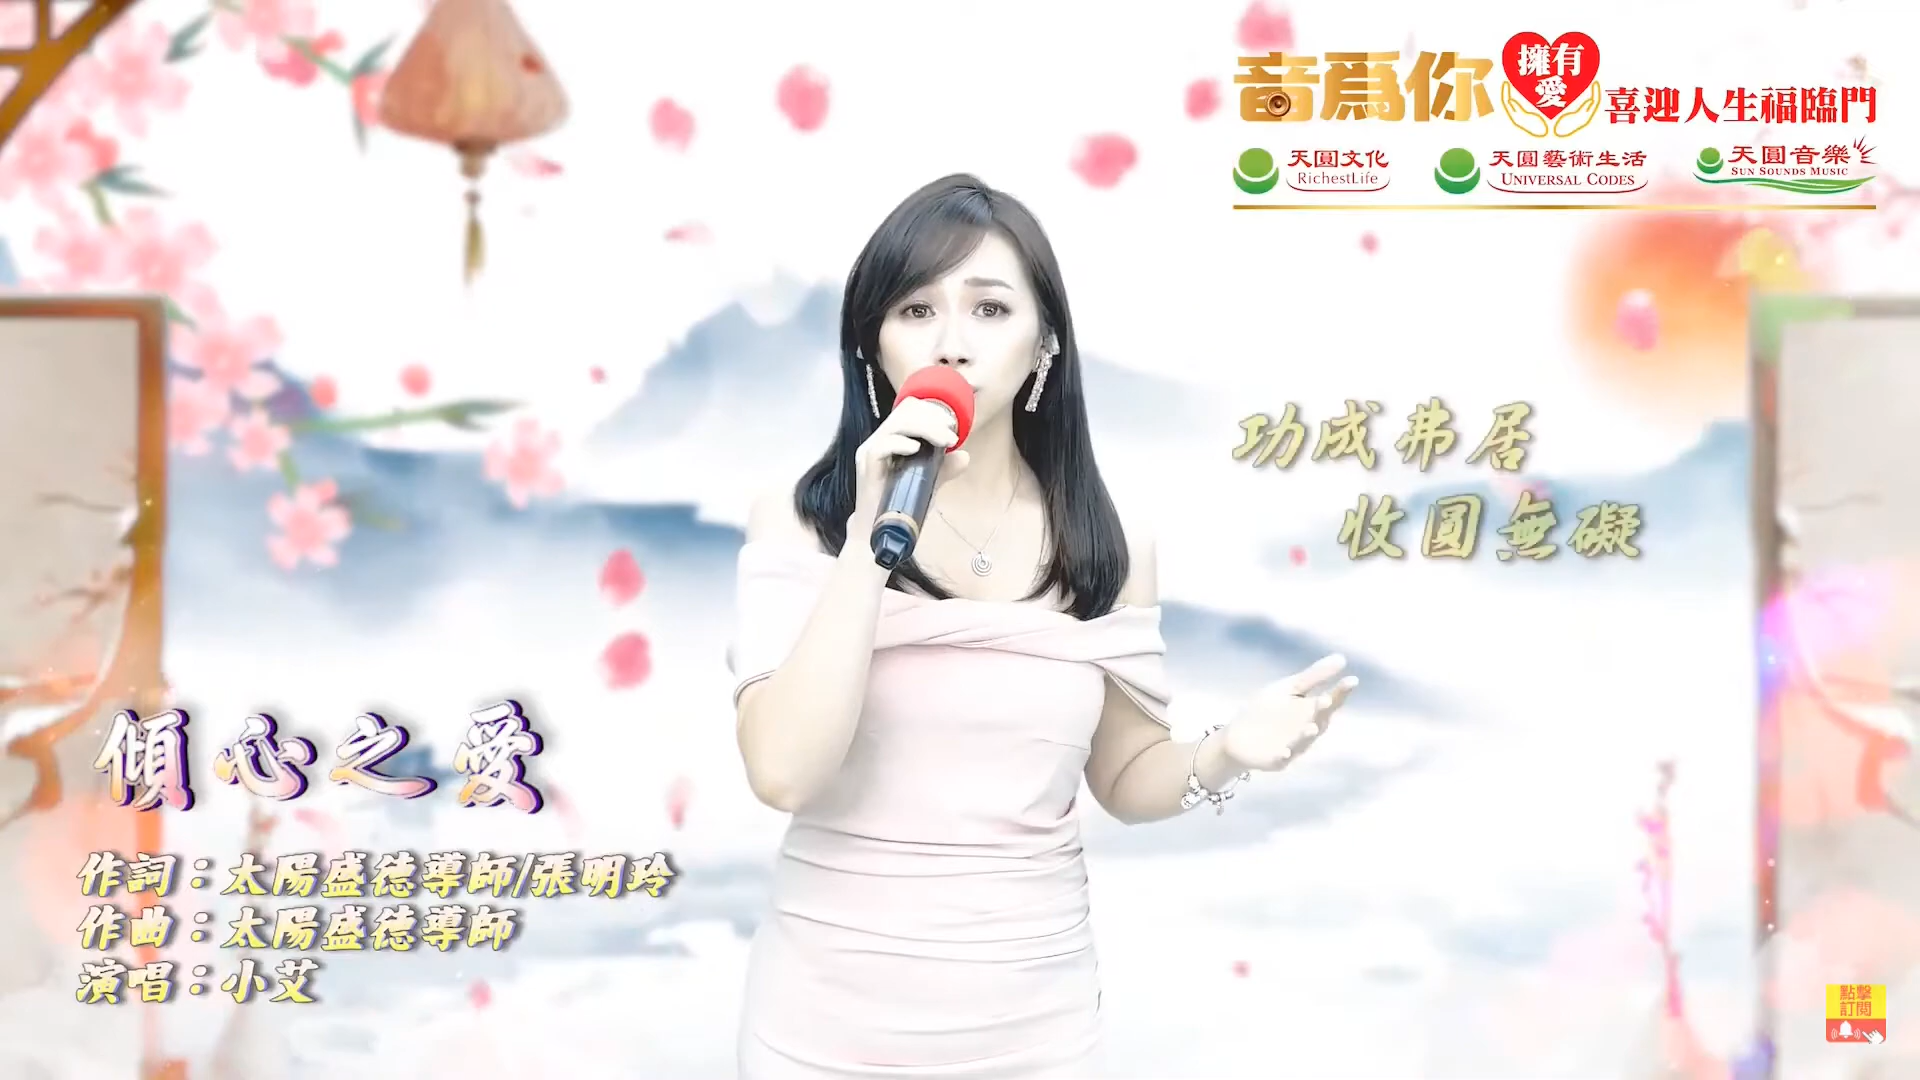 音爲你
擁有
愛
喜迎人生福臨門
天圓文化
RICHESTLIFE
天圓藝術生活
UNIVERSAL CODES
天圓音樂
SUN SOUNDS MUSIC
功成弗居
收圓無礙
傾心之愛
作詞：太陽盛德導師/張明玲
作曲：太陽盛德導師
演唱：小艾
點擊
訂閱